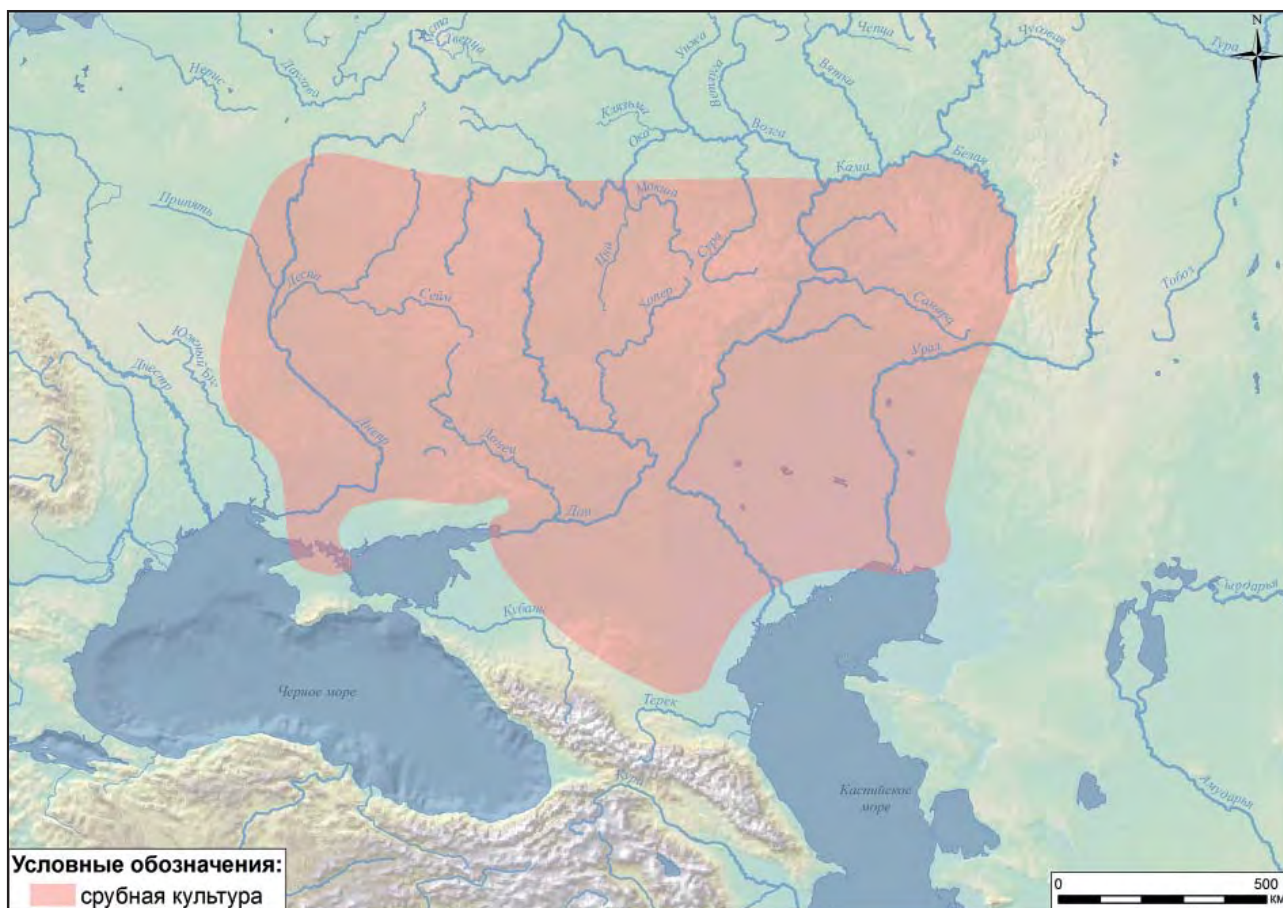 N
Нерис
Даугава
Унжа
Ветлуга
Чепца
Вятка
Чусовая
Тура
Клязьма
Ока
Волга
Кама
Белая
Припять
Мокша
Цна
Сура
Десна
Сейм
Хопер
Самара
Тобол
Южный Буг
Днестр
Урал
Днепр
Донец
Дон
Кубань
Сырдарья
Черное море
Терек
Кура
Каспийское
море
Амударья
Условные обозначения:
срубная культура
0 500
км